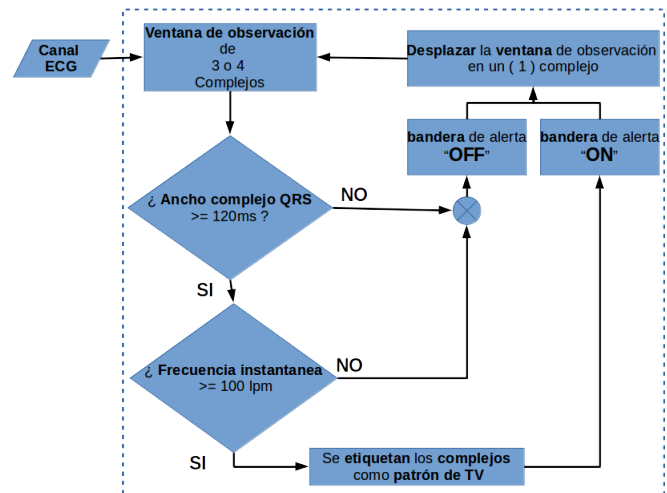 Canal
ECG
Ventana de observación
de
3 o 4
Complejos
Desplazar la ventana de observación
en un ( 1 ) complejo
bandera de alerta
“OFF”
bandera de alerta
“ON”
¿ Ancho complejo QRS
>= 120ms ?
NO
SI
¿ Frecuencia instantanea
>= 100 lpm
NO
SI
Se etiquetan los complejos
como patrón de TV